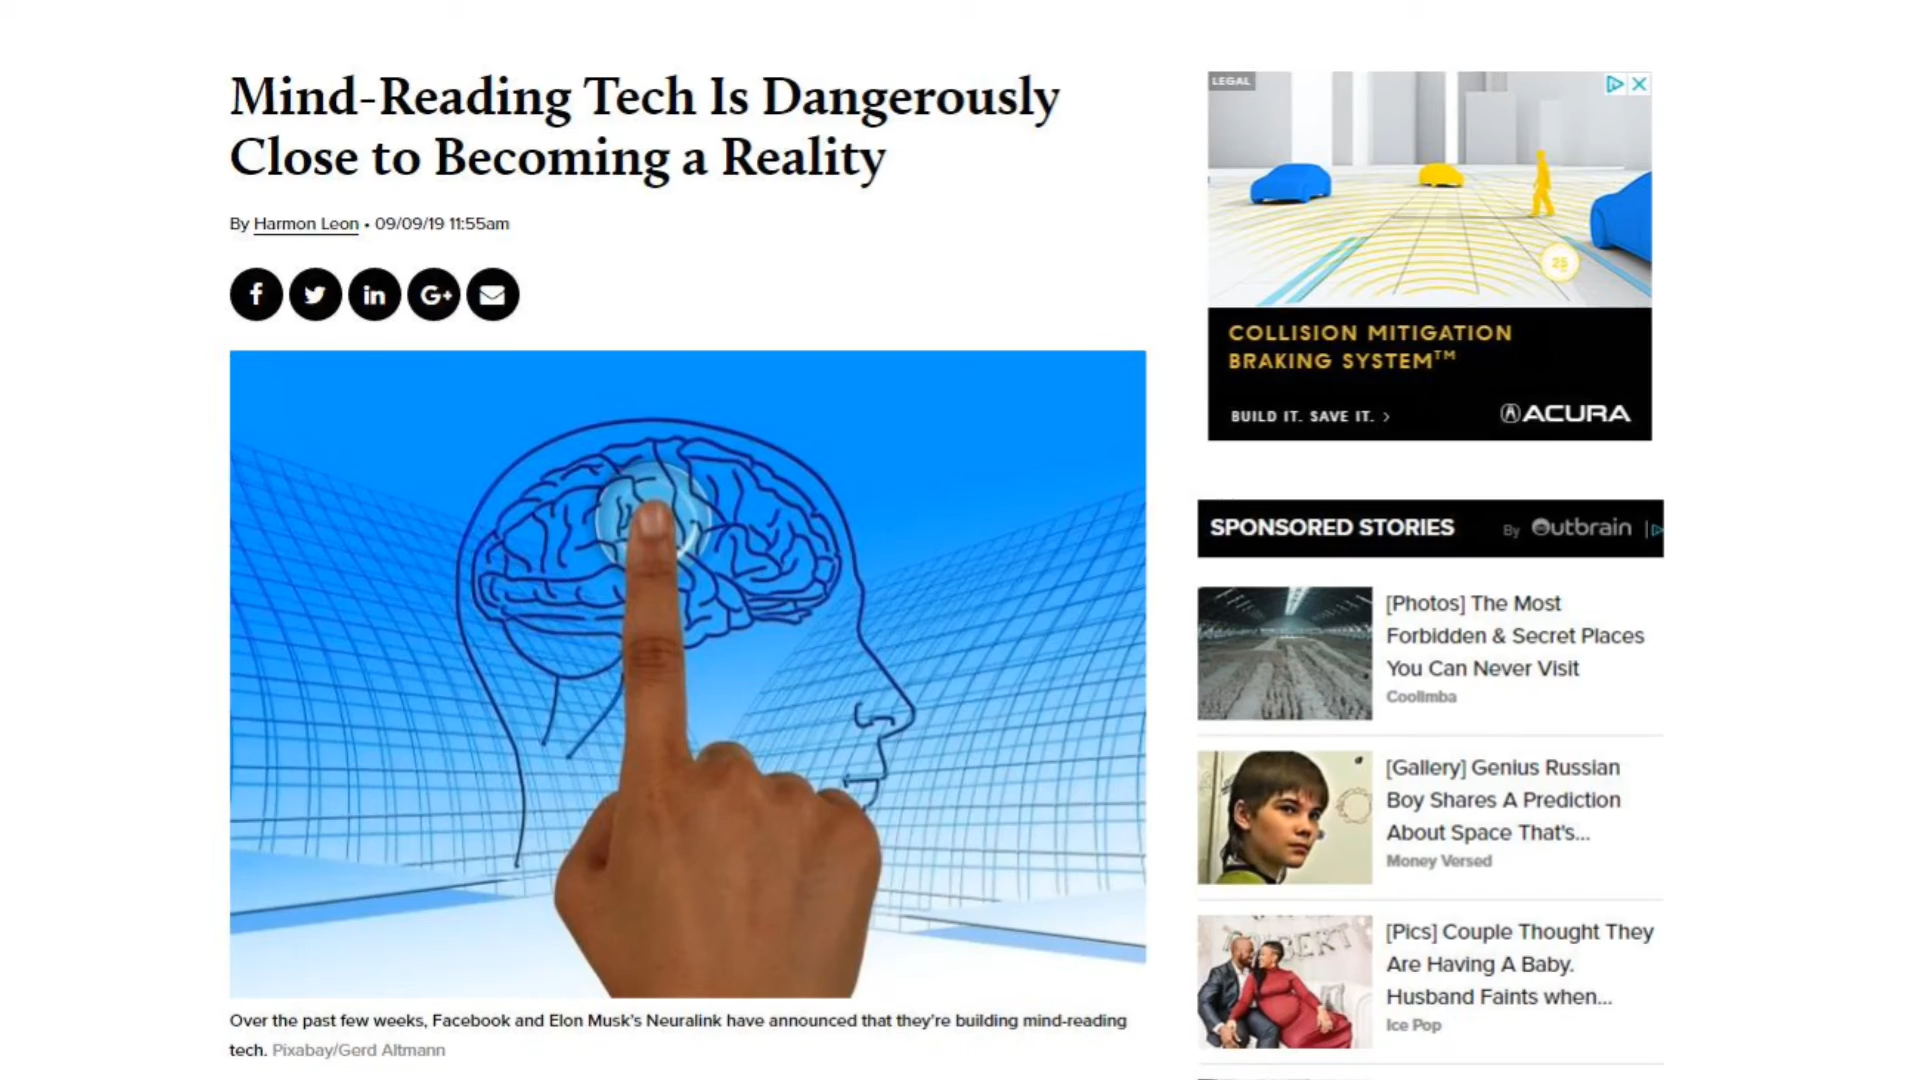 Mind-Reading Tech Is Dangerously
Close to Becoming a Reality
By Harmon Leon • 09/09/19 11:55am
Over the past few weeks, Facebook and Elon Musk's Neuralink have announced that they're building mind-reading
tech. Pixabay/Gerd Altmann
LEGAL
25
COLLISION MITIGATION
BRAKING SYSTEM™
BUILD IT. SAVE IT. >
ACURA
SPONSORED STORIES By Outbrain
[Photos] The Most
Forbidden & Secret Places
You Can Never Visit
Coolimba
[Gallery] Genius Russian
Boy Shares A Prediction
About Space That's...
Money Versed
[Pics] Couple Thought They
Are Having A Baby.
Husband Faints when...
Ice Pop